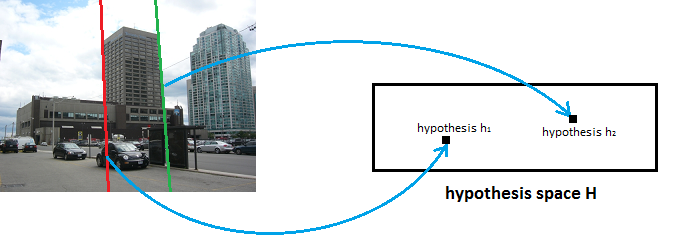 hypothesis h₁
hypothesis h₂
hypothesis space H